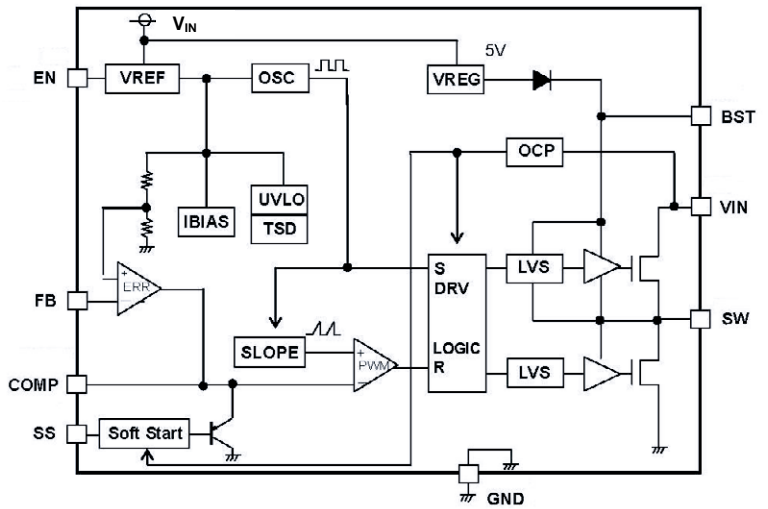 VIN
5V
EN
VREF
OSC
VREG
BST
OCP
IBIAS
UVLO
TSD
VIN
S
DRV
LVS
+
ERR
−
FB
SW
SLOPE
+
PWM
−
LOGIC
R
LVS
COMP
SS
Soft Start
GND